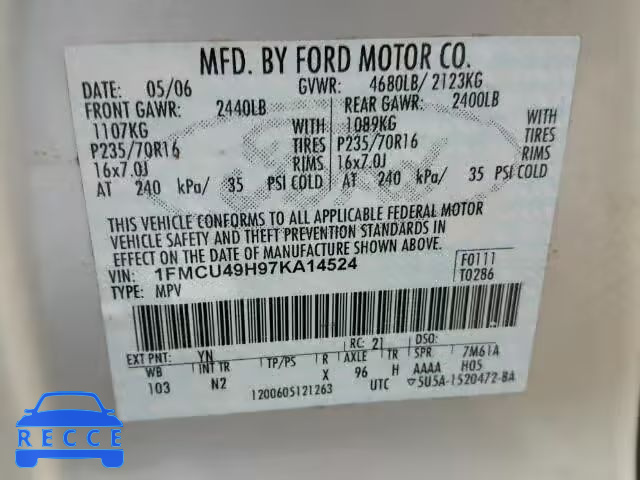 MFD. BY FORD MOTOR CO.
DATE: 05/06 GVWR: 4680LB/ 2123KG
FRONT GAWR: 2440LB REAR GAWR: 2400LB
1107KG WITH 1089KG WITH
P235/70R16 TIRES P235/70R16 TIRES
16x7.0J RIMS 16x7.0J RIMS
AT 240 kPa/ 35 PSI COLD AT 240 kPa/ 35 PSI COLD
THIS VEHICLE CONFORMS TO ALL APPLICABLE FEDERAL MOTOR
VEHICLE SAFETY AND THEFT PREVENTION STANDARDS IN
EFFECT ON THE DATE OF MANUFACTURE SHOWN ABOVE.
VIN: 1FMCU49H97KA14524 F0111
TYPE: MPV T0286
EXT PNT: YN RC: 21 DSO:
WB INT TR TP/PS R AXLE TR SPR 7M61A
103 N2 X 96 H AAAA H05
1200605121263 UTC 5U5A-1520472-BA
RECCE